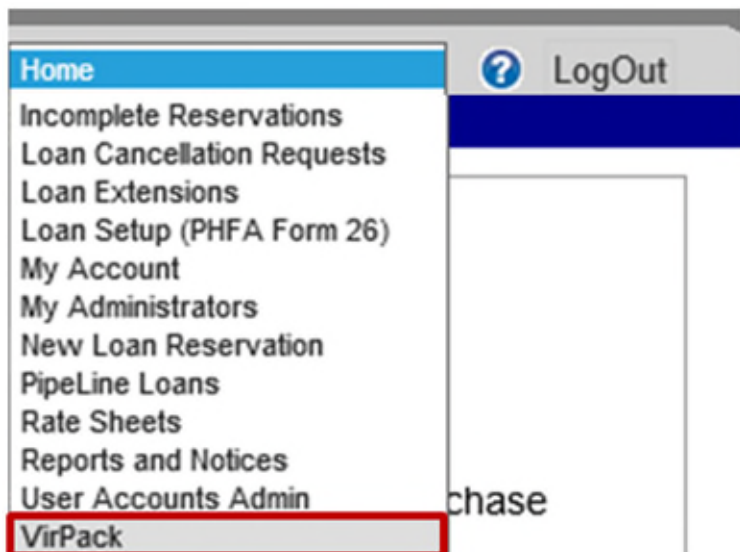 Home
LogOut
Incomplete Reservations
Loan Cancellation Requests
Loan Extensions
Loan Setup (PHFA Form 26)
My Account
My Administrators
New Loan Reservation
PipeLine Loans
Rate Sheets
Reports and Notices
User Accounts Admin
chase
VirPack